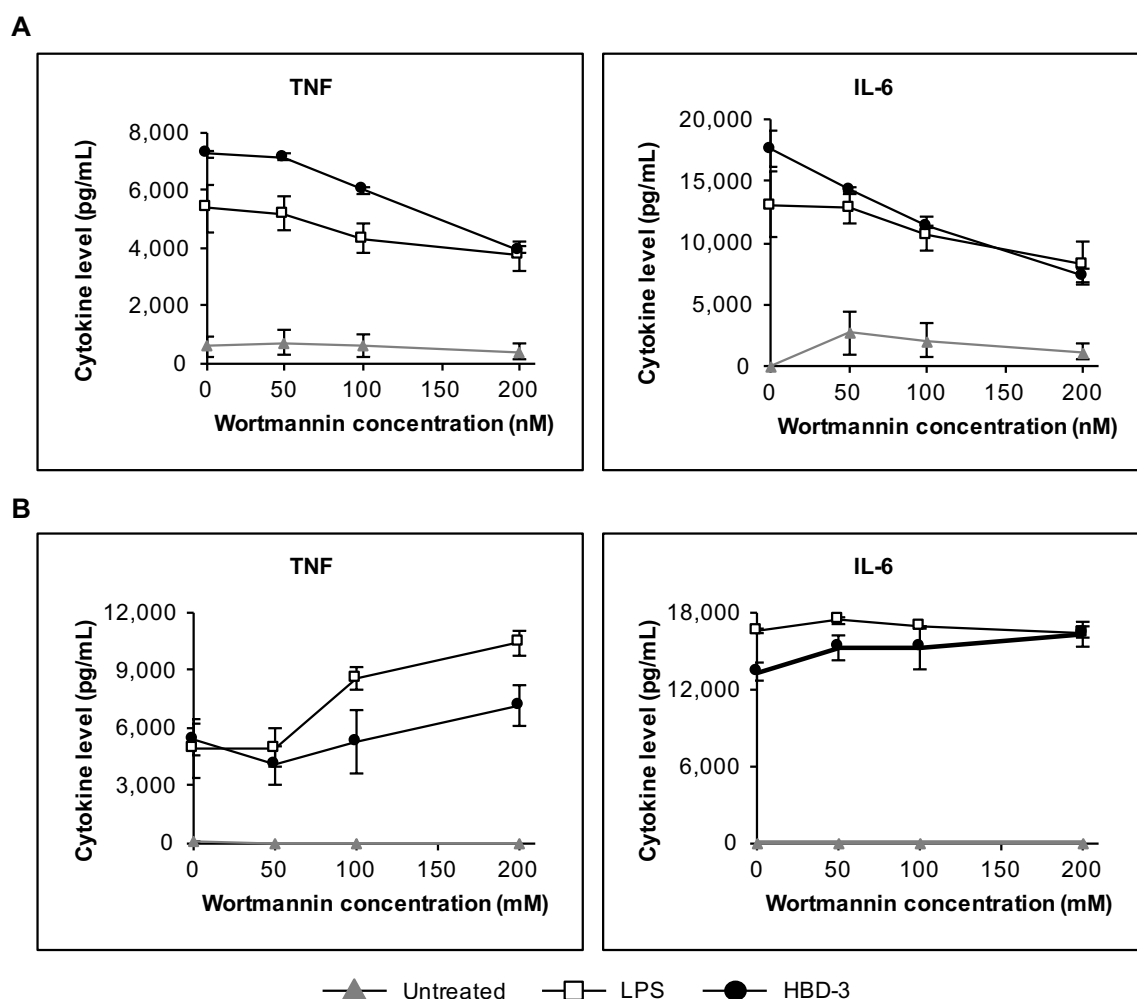 A
TNF
Cytokine level (pg/mL)
8,000
6,000
4,000
2,000
0
0 50 100 150 200
Wortmannin concentration (nM)
IL-6
Cytokine level (pg/mL)
20,000
15,000
10,000
5,000
0
0 50 100 150 200
Wortmannin concentration (nM)
B
TNF
Cytokine level (pg/mL)
12,000
9,000
6,000
3,000
0
0 50 100 150 200
Wortmannin concentration (mM)
IL-6
Cytokine level (pg/mL)
18,000
12,000
6,000
0
0 50 100 150 200
Wortmannin concentration (mM)
Untreated LPS HBD-3